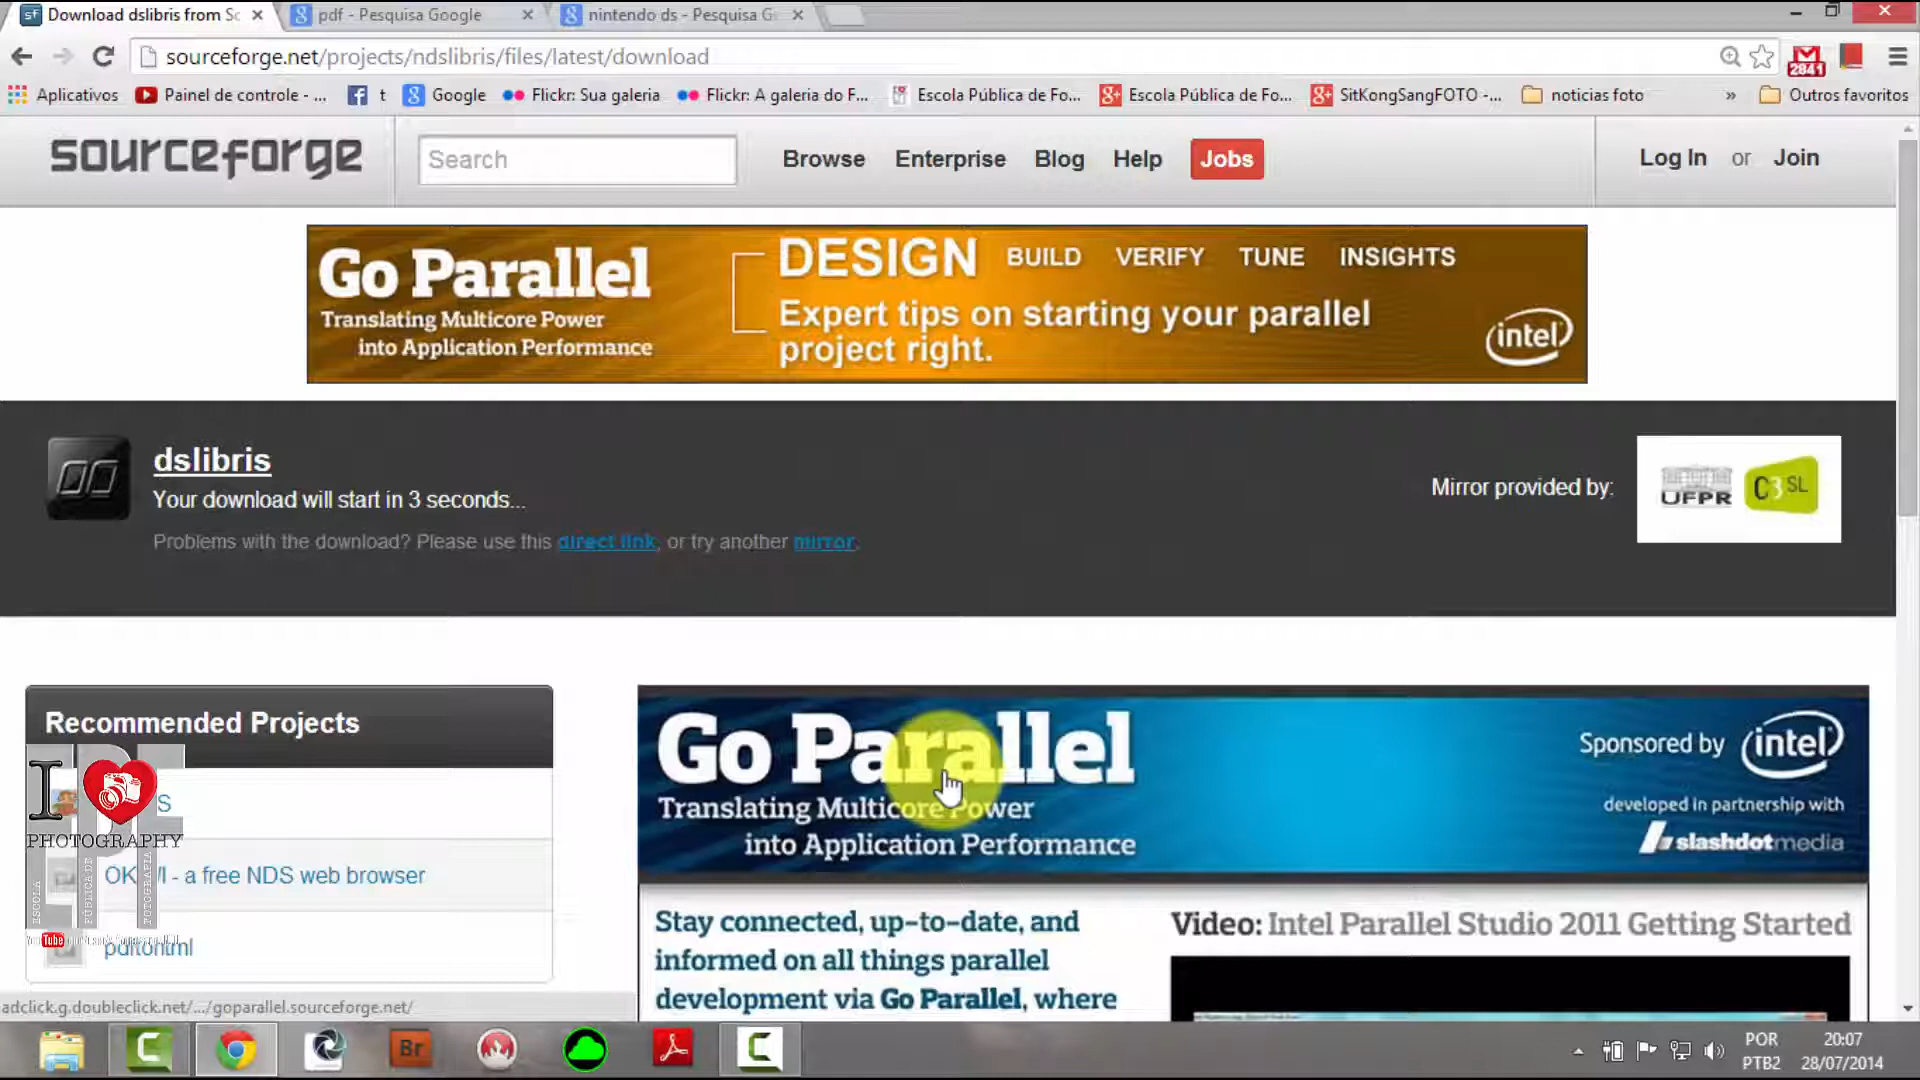 Download dslibris from Sc
pdf - Pesquisa Google
nintendo ds - Pesquisa G
sourceforge.net/projects/ndslibris/files/latest/download
2841
Aplicativos
Painel de controle - ...
t
Google
Flickr: Sua galeria
Flickr: A galeria do F...
Escola Pública de Fo...
Escola Pública de Fo...
SitKongSangFOTO -...
noticias foto
»
Outros favoritos
sourceforge
Search
Browse
Enterprise
Blog
Help
Jobs
Log In or Join
Go Parallel
Translating Multicore Power
into Application Performance
DESIGN BUILD VERIFY TUNE INSIGHTS
Expert tips on starting your parallel
project right.
intel
dslibris
Your download will start in 3 seconds...
Problems with the download? Please use this direct link, or try another mirror.
Mirror provided by:
UFPR
C3SL
Recommended Projects
S
I
PHOTOGRAPHY
ESCOLA
PÚBLICA DE
FOTOGRAFIA
- a free NDS web browser
YouTube
pdftohtml
Go Parallel
Translating Multicore Power
into Application Performance
Sponsored by intel
developed in partnership with
slashdotmedia
Stay connected, up-to-date, and
informed on all things parallel
development via Go Parallel, where
Video: Intel Parallel Studio 2011 Getting Started
adclick.g.doubleclick.net/.../goparallel.sourceforge.net/
Br
POR
PTB2
20:07
28/07/2014